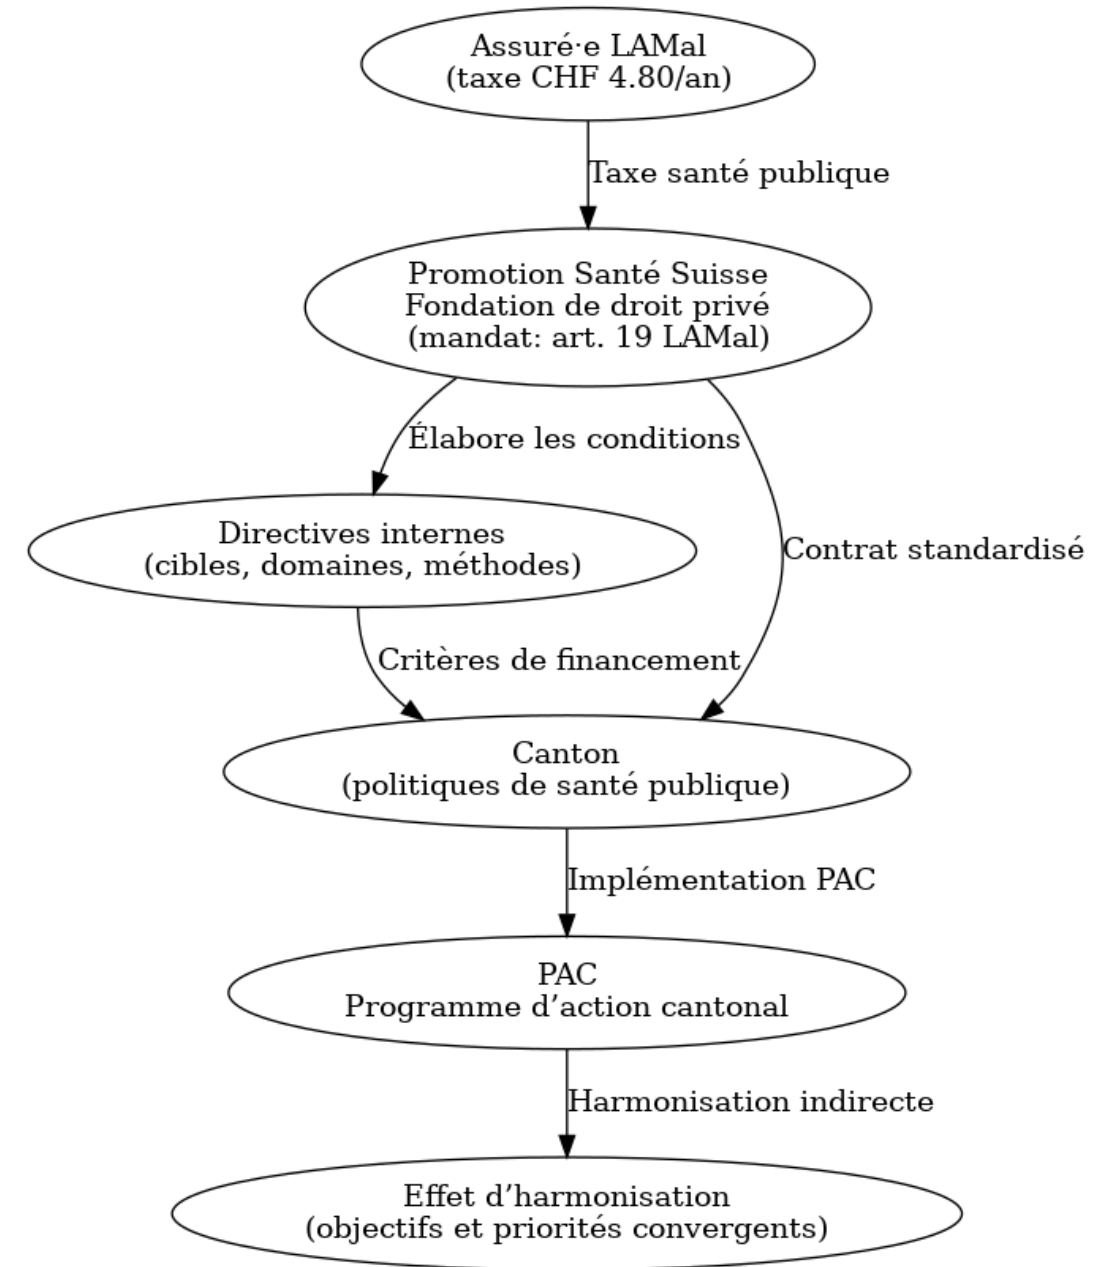 Assuré·e LAMal
(taxe CHF 4.80/an)
Taxe santé publique
Promotion Santé Suisse
Fondation de droit privé
(mandat: art. 19 LAMal)
Élabore les conditions
Directives internes
(cibles, domaines, méthodes)
Contrat standardisé
Critères de financement
Canton
(politiques de santé publique)
Implémentation PAC
PAC
Programme d’action cantonal
Harmonisation indirecte
Effet d’harmonisation
(objectifs et priorités convergents)